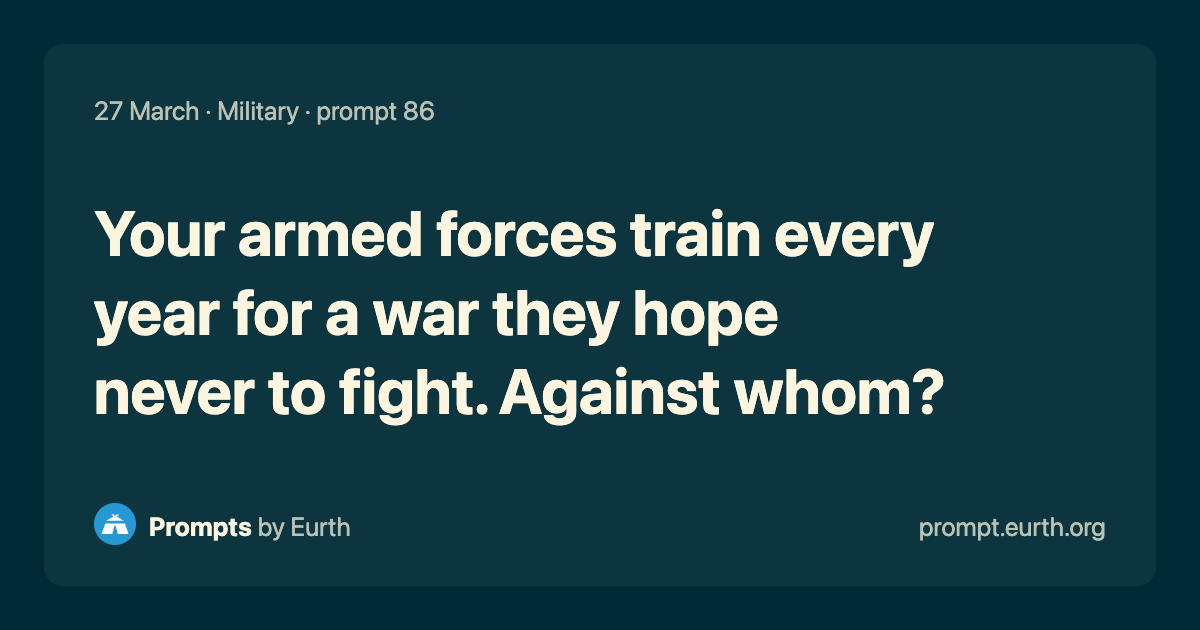 27 March · Military · prompt 86
Your armed forces train every
year for a war they hope
never to fight. Against whom?
Prompts by Eurth
prompt.eurth.org